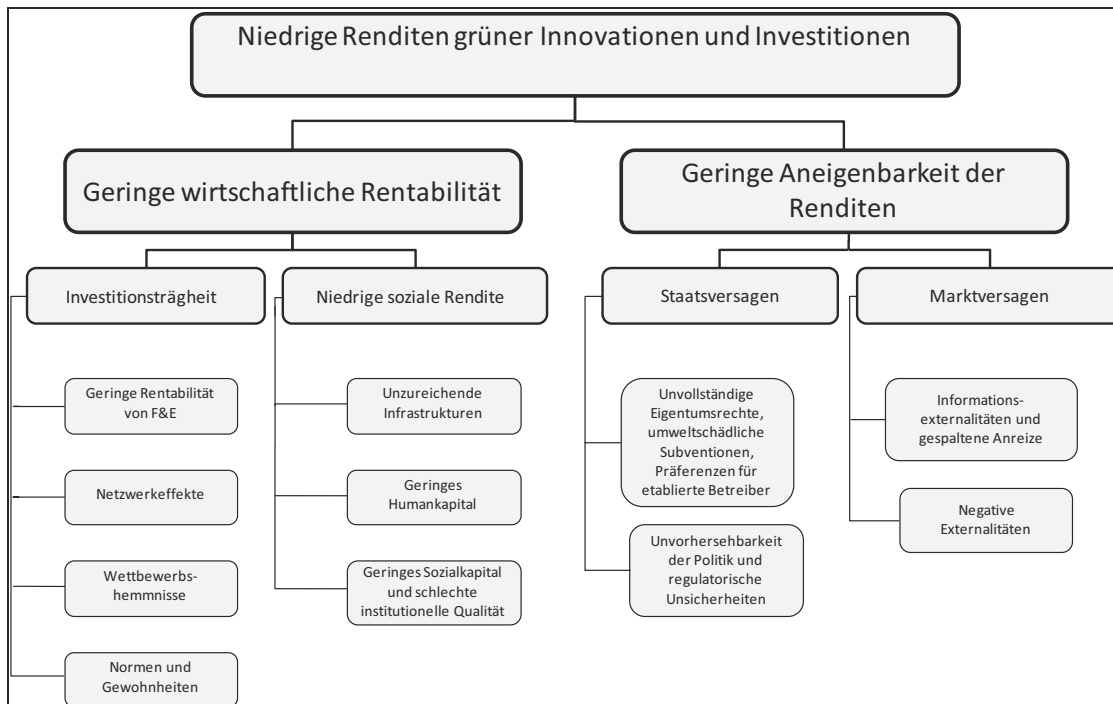 Niedrige Renditen grüner Innovationen und Investitionen
Geringe wirtschaftliche Rentabilität
Geringe Aneigenbarkeit der
Renditen
Investitionsträgheit
Niedrige soziale Rendite
Staatsversagen
Marktversagen
Geringe Rentabilität
von F&E
Netzwerkeffekte
Wettbewerbs-
hemmnisse
Normen und
Gewohnheiten
Unzureichende
Infrastrukturen
Geringes
Humankapital
Geringes Sozialkapital
und schlechte
institutionelle Qualität
Unvollständige
Eigentumsrechte,
umweltschädliche
Subventionen,
Präferenzen für
etablierte Betreiber
Unvorhersehbarkeit
der Politik und
regulatorische
Unsicherheiten
Informations-
externalitäten und
gespaltene Anreize
Negative
Externalitäten